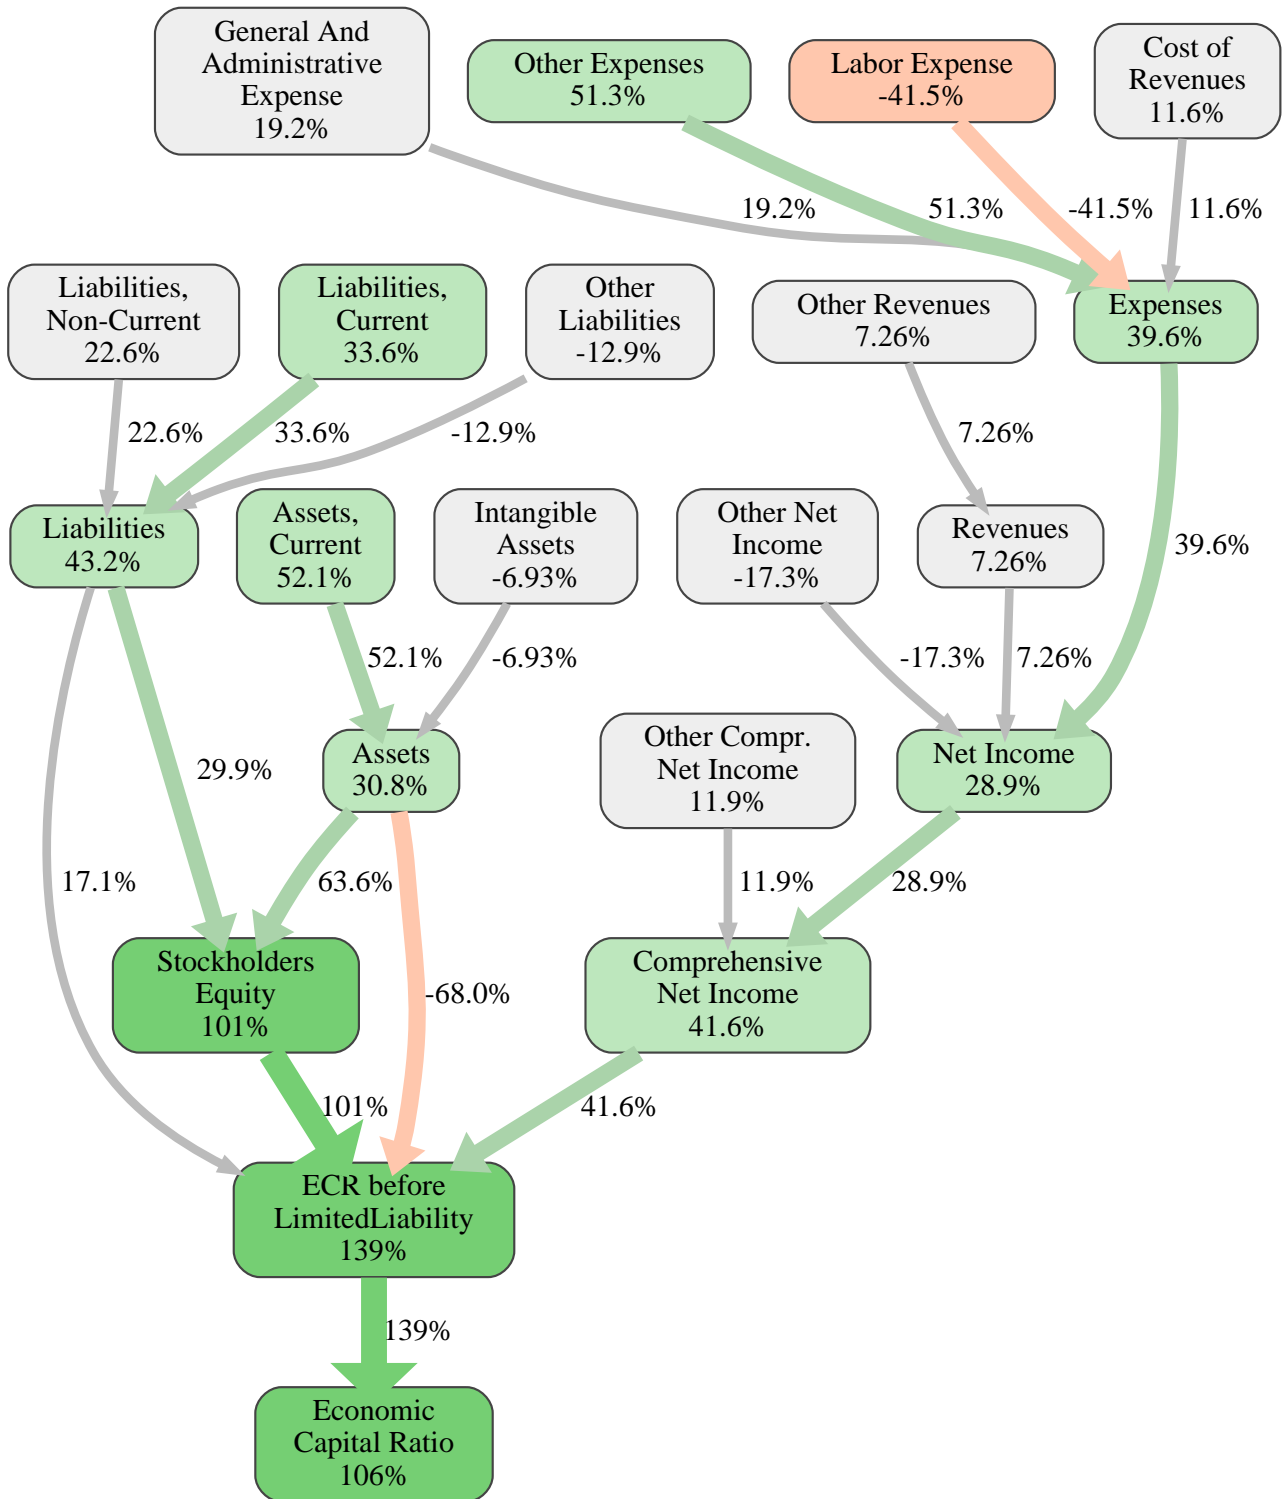 General And
Administrative
Expense
19.2%
Other Expenses
51.3%
Labor Expense
-41.5%
Cost of
Revenues
11.6%
19.2%
51.3%
-41.5%
11.6%
Liabilities,
Non-Current
22.6%
Liabilities,
Current
33.6%
Other
Liabilities
-12.9%
Other Revenues
7.26%
Expenses
39.6%
22.6%
33.6%
-12.9%
7.26%
Liabilities
43.2%
Assets,
Current
52.1%
Intangible
Assets
-6.93%
Other Net
Income
-17.3%
Revenues
7.26%
39.6%
52.1%
-6.93%
-17.3%
7.26%
29.9%
Assets
30.8%
Other Compr.
Net Income
11.9%
Net Income
28.9%
17.1%
63.6%
11.9%
28.9%
Stockholders
Equity
101%
-68.0%
Comprehensive
Net Income
41.6%
101%
41.6%
ECR before
LimitedLiability
139%
139%
Economic
Capital Ratio
106%